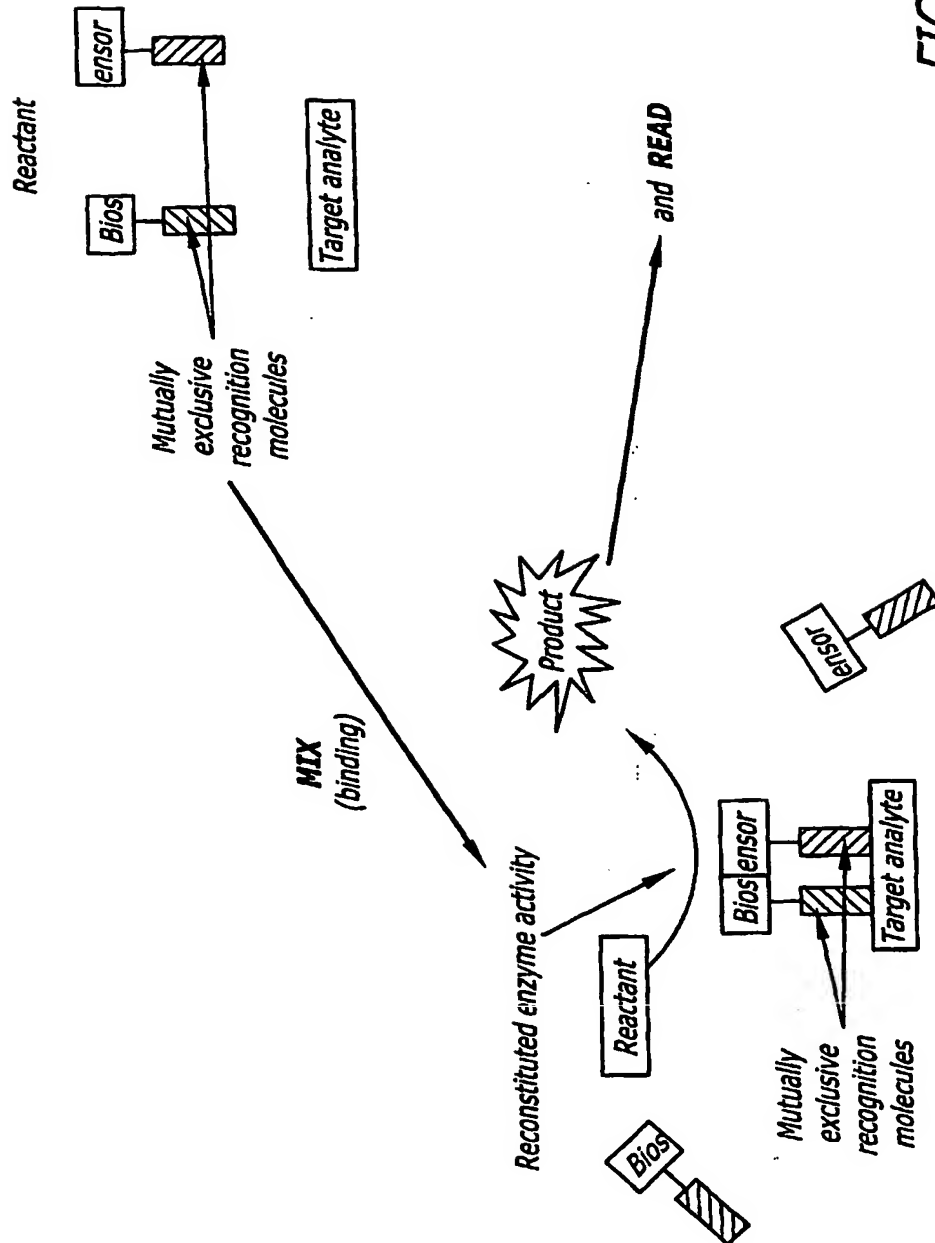 Reactant
Bios
ensor
Mutually
exclusive
recognition
molecules
Target analyte
MIX
(binding)
Reconstituted enzyme activity
Reactant
Product
and READ
Bios
Bios ensor
ensor
Mutually
exclusive
recognition
molecules
Target analyte
FIG